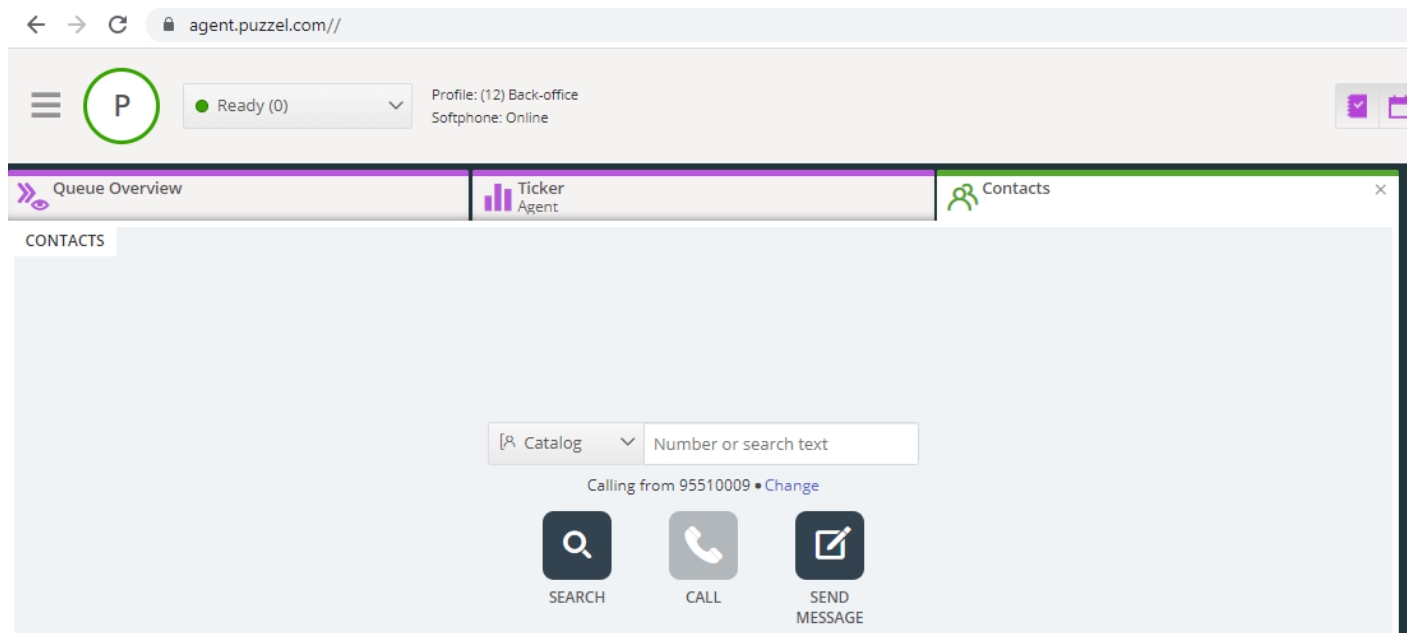 agent.puzzel.com//
P
Ready (0)
Profile: (12) Back-office
Softphone: Online
Queue Overview
Ticker
Agent
Contacts
CONTACTS
Catalog
Number or search text
Calling from 95510009 • Change
SEARCH
CALL
SEND
MESSAGE